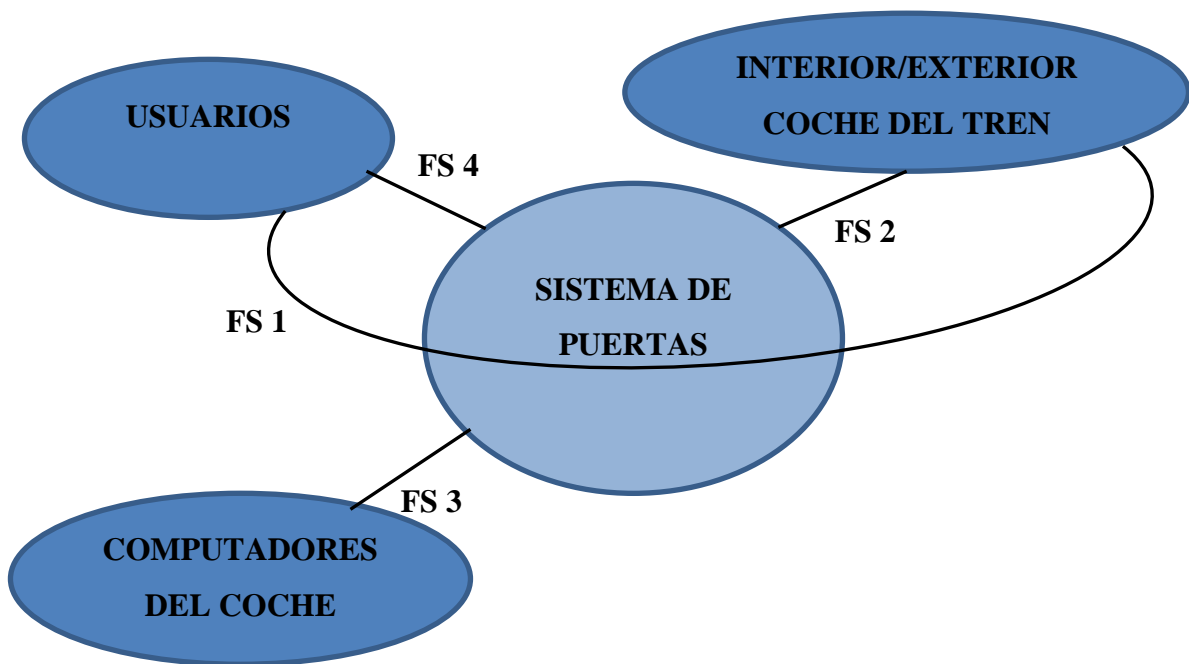 USUARIOS
INTERIOR/EXTERIOR
COCHE DEL TREN
FS 4
FS 2
SISTEMA DE
PUERTAS
FS 1
FS 3
COMPUTADORES
DEL COCHE